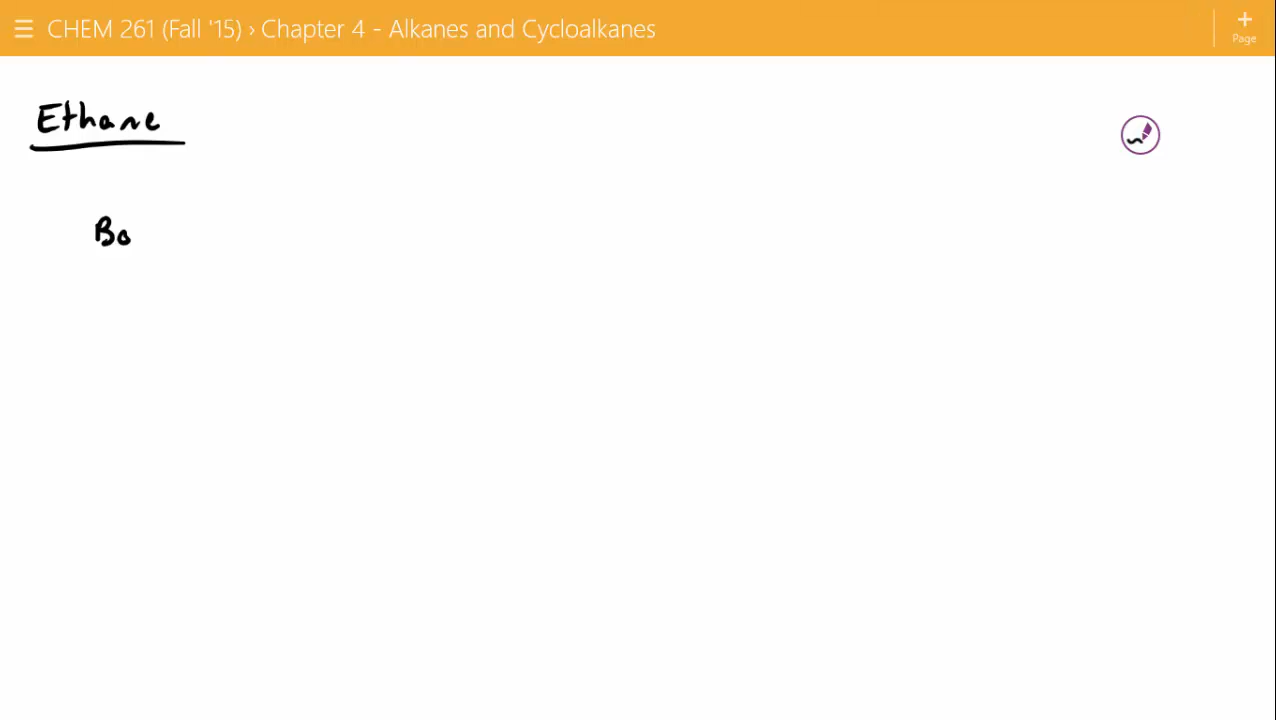 CHEM 261 (Fall '15) › Chapter 4 - Alkanes and Cycloalkanes
Page
Ethane
Bo